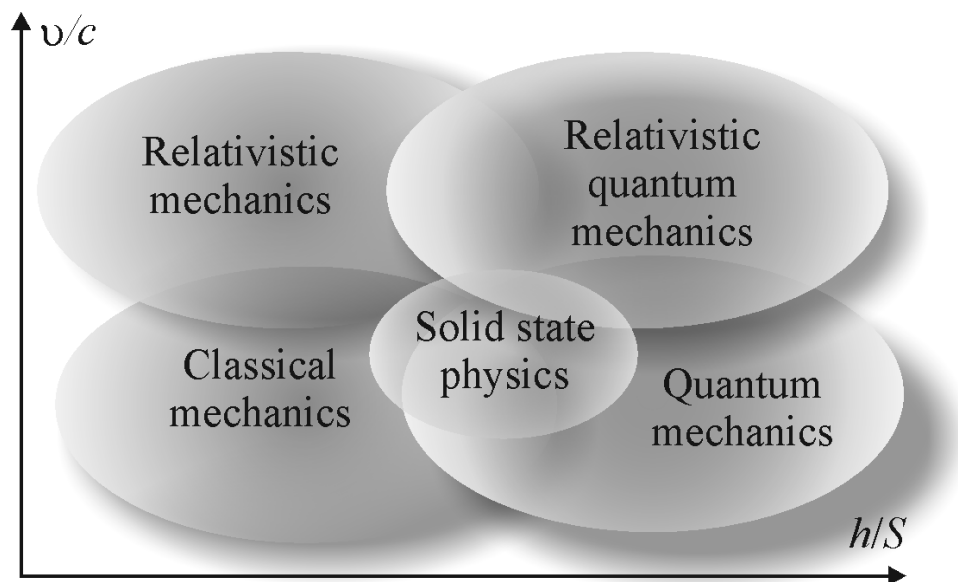 υ/c
Relativistic
mechanics
Relativistic
quantum
mechanics
Solid state
physics
Classical
mechanics
Quantum
mechanics
h/S